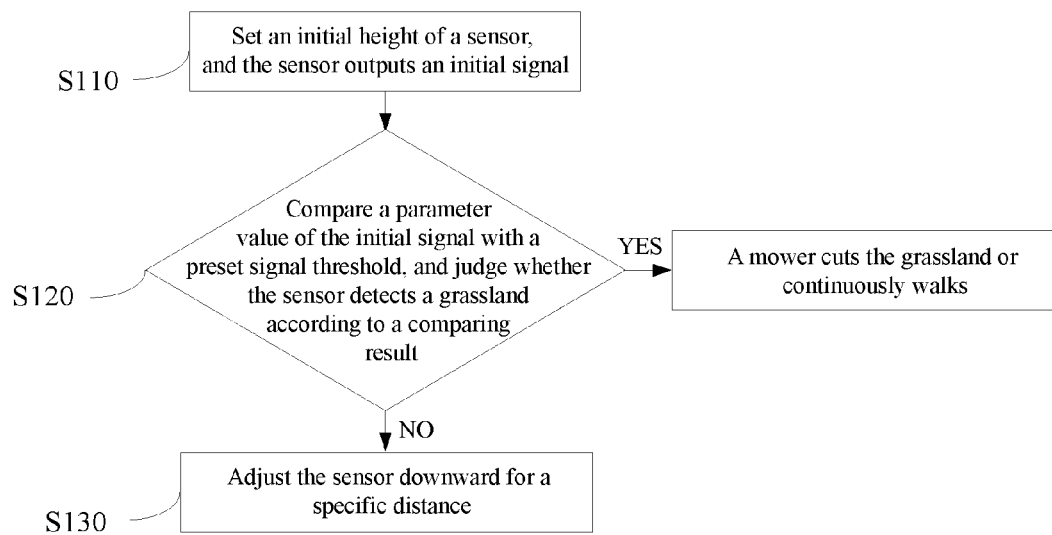 Set an initial height of a sensor,
and the sensor outputs an initial signal
S110
Compare a parameter
value of the initial signal with a
preset signal threshold, and judge whether
the sensor detects a grassland
according to a comparing
result
S120
YES
A mower cuts the grassland or
continuously walks
NO
Adjust the sensor downward for a
specific distance
S130